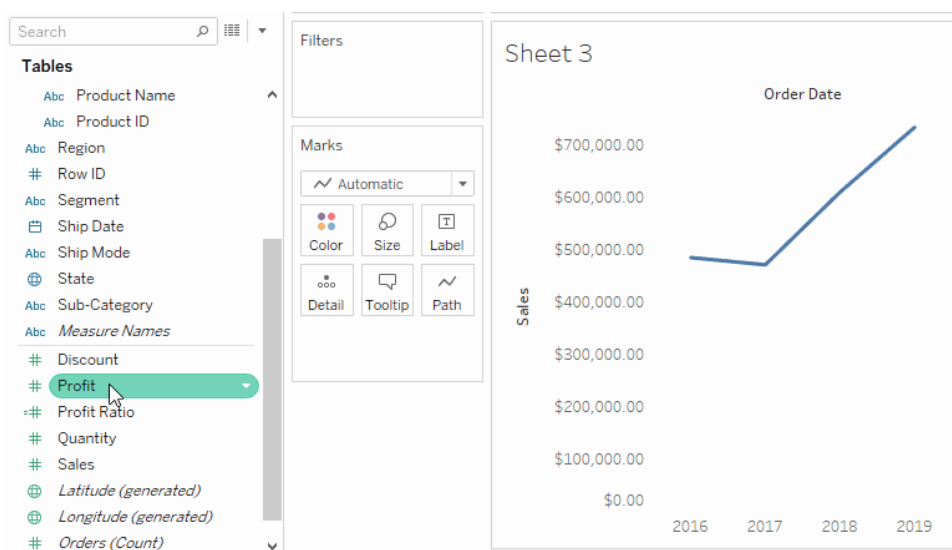 Search
Tables
Abc Product Name
Abc Product ID
Abc Region
# Row ID
Abc Segment
Ship Date
Abc Ship Mode
State
Abc Sub-Category
Abc Measure Names
# Discount
# Profit
=# Profit Ratio
# Quantity
# Sales
Latitude (generated)
Longitude (generated)
# Orders (Count)
Filters
Marks
Automatic
Color Size T Label
Detail Tooltip Path
Sheet 3
Order Date
Sales
$700,000.00
$600,000.00
$500,000.00
$400,000.00
$300,000.00
$200,000.00
$100,000.00
$0.00
2016 2017 2018 2019